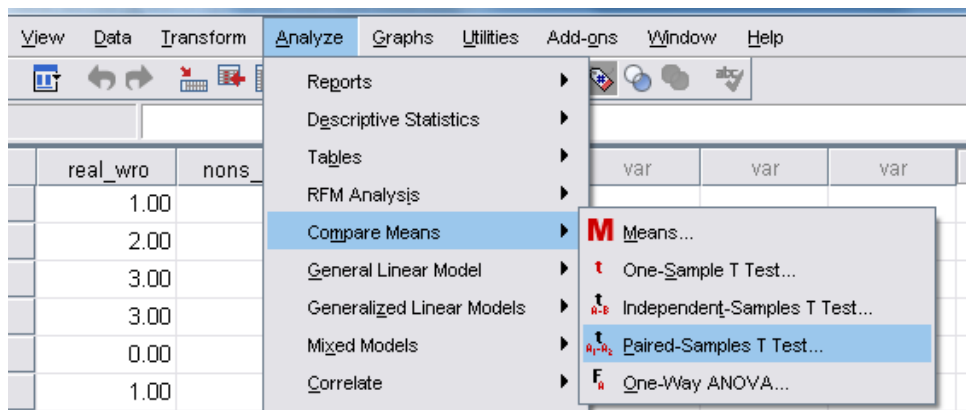 View Data Transform Analyze Graphs Utilities Add-ons Window Help
Reports
Descriptive Statistics
Tables
real_wro nons_ var var var
RFM Analysis
1.00
Compare Means
M Means...
2.00
General Linear Model
t One-Sample T Test...
3.00
Generalized Linear Models
t A-B Independent-Samples T Test...
3.00
Mixed Models
t A1-A2 Paired-Samples T Test...
0.00
Correlate
F A One-Way ANOVA...
1.00